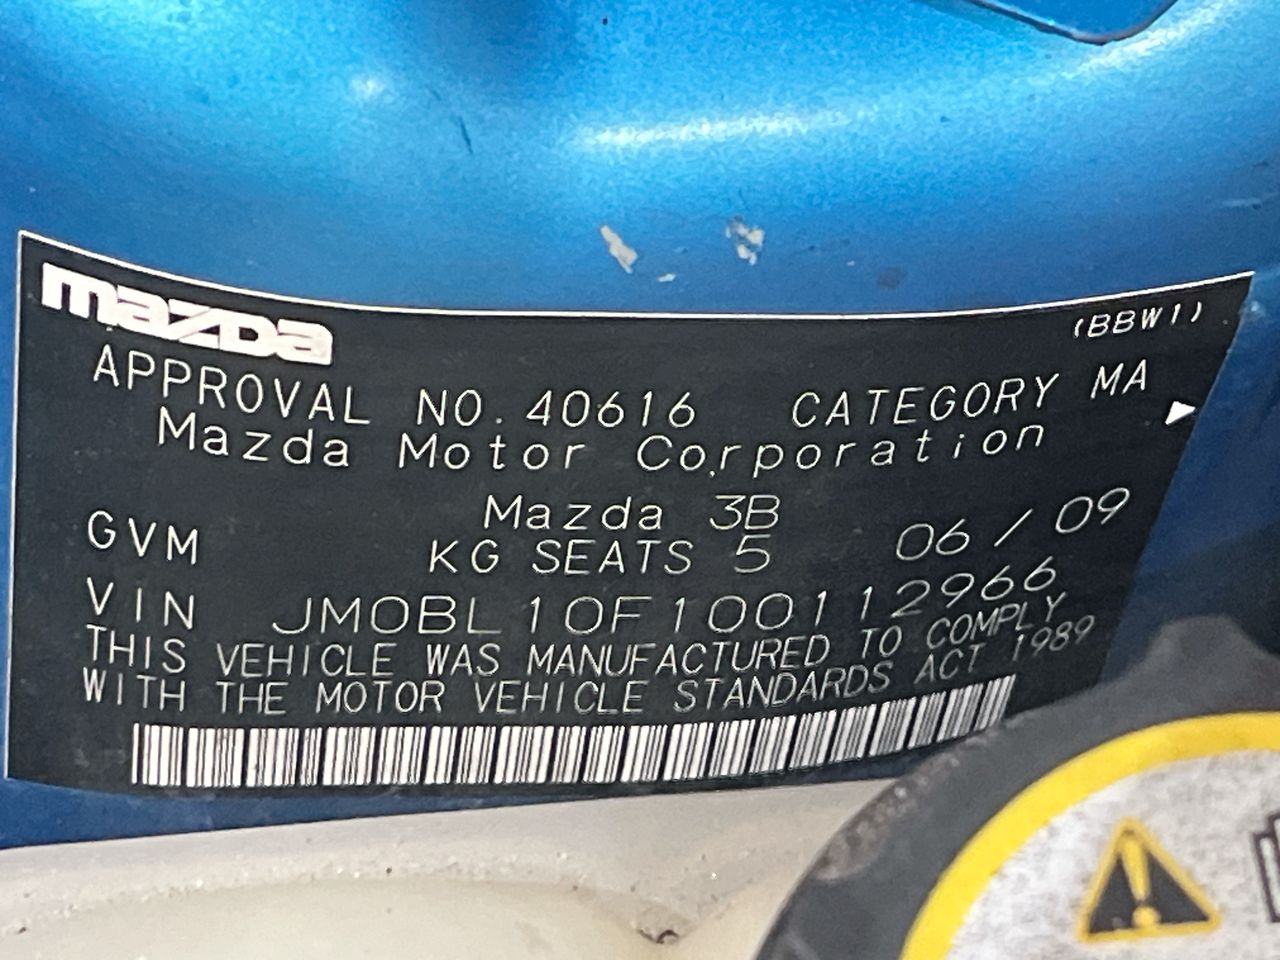 mazda
(BBW1)
APPROVAL NO. 40616 CATEGORY MA
Mazda Motor Corporation
Mazda 3B
GVM KG SEATS 5 06 / 09
VIN JM0BL10F100112966
THIS VEHICLE WAS MANUFACTURED TO COMPLY
WITH THE MOTOR VEHICLE STANDARDS ACT 1989